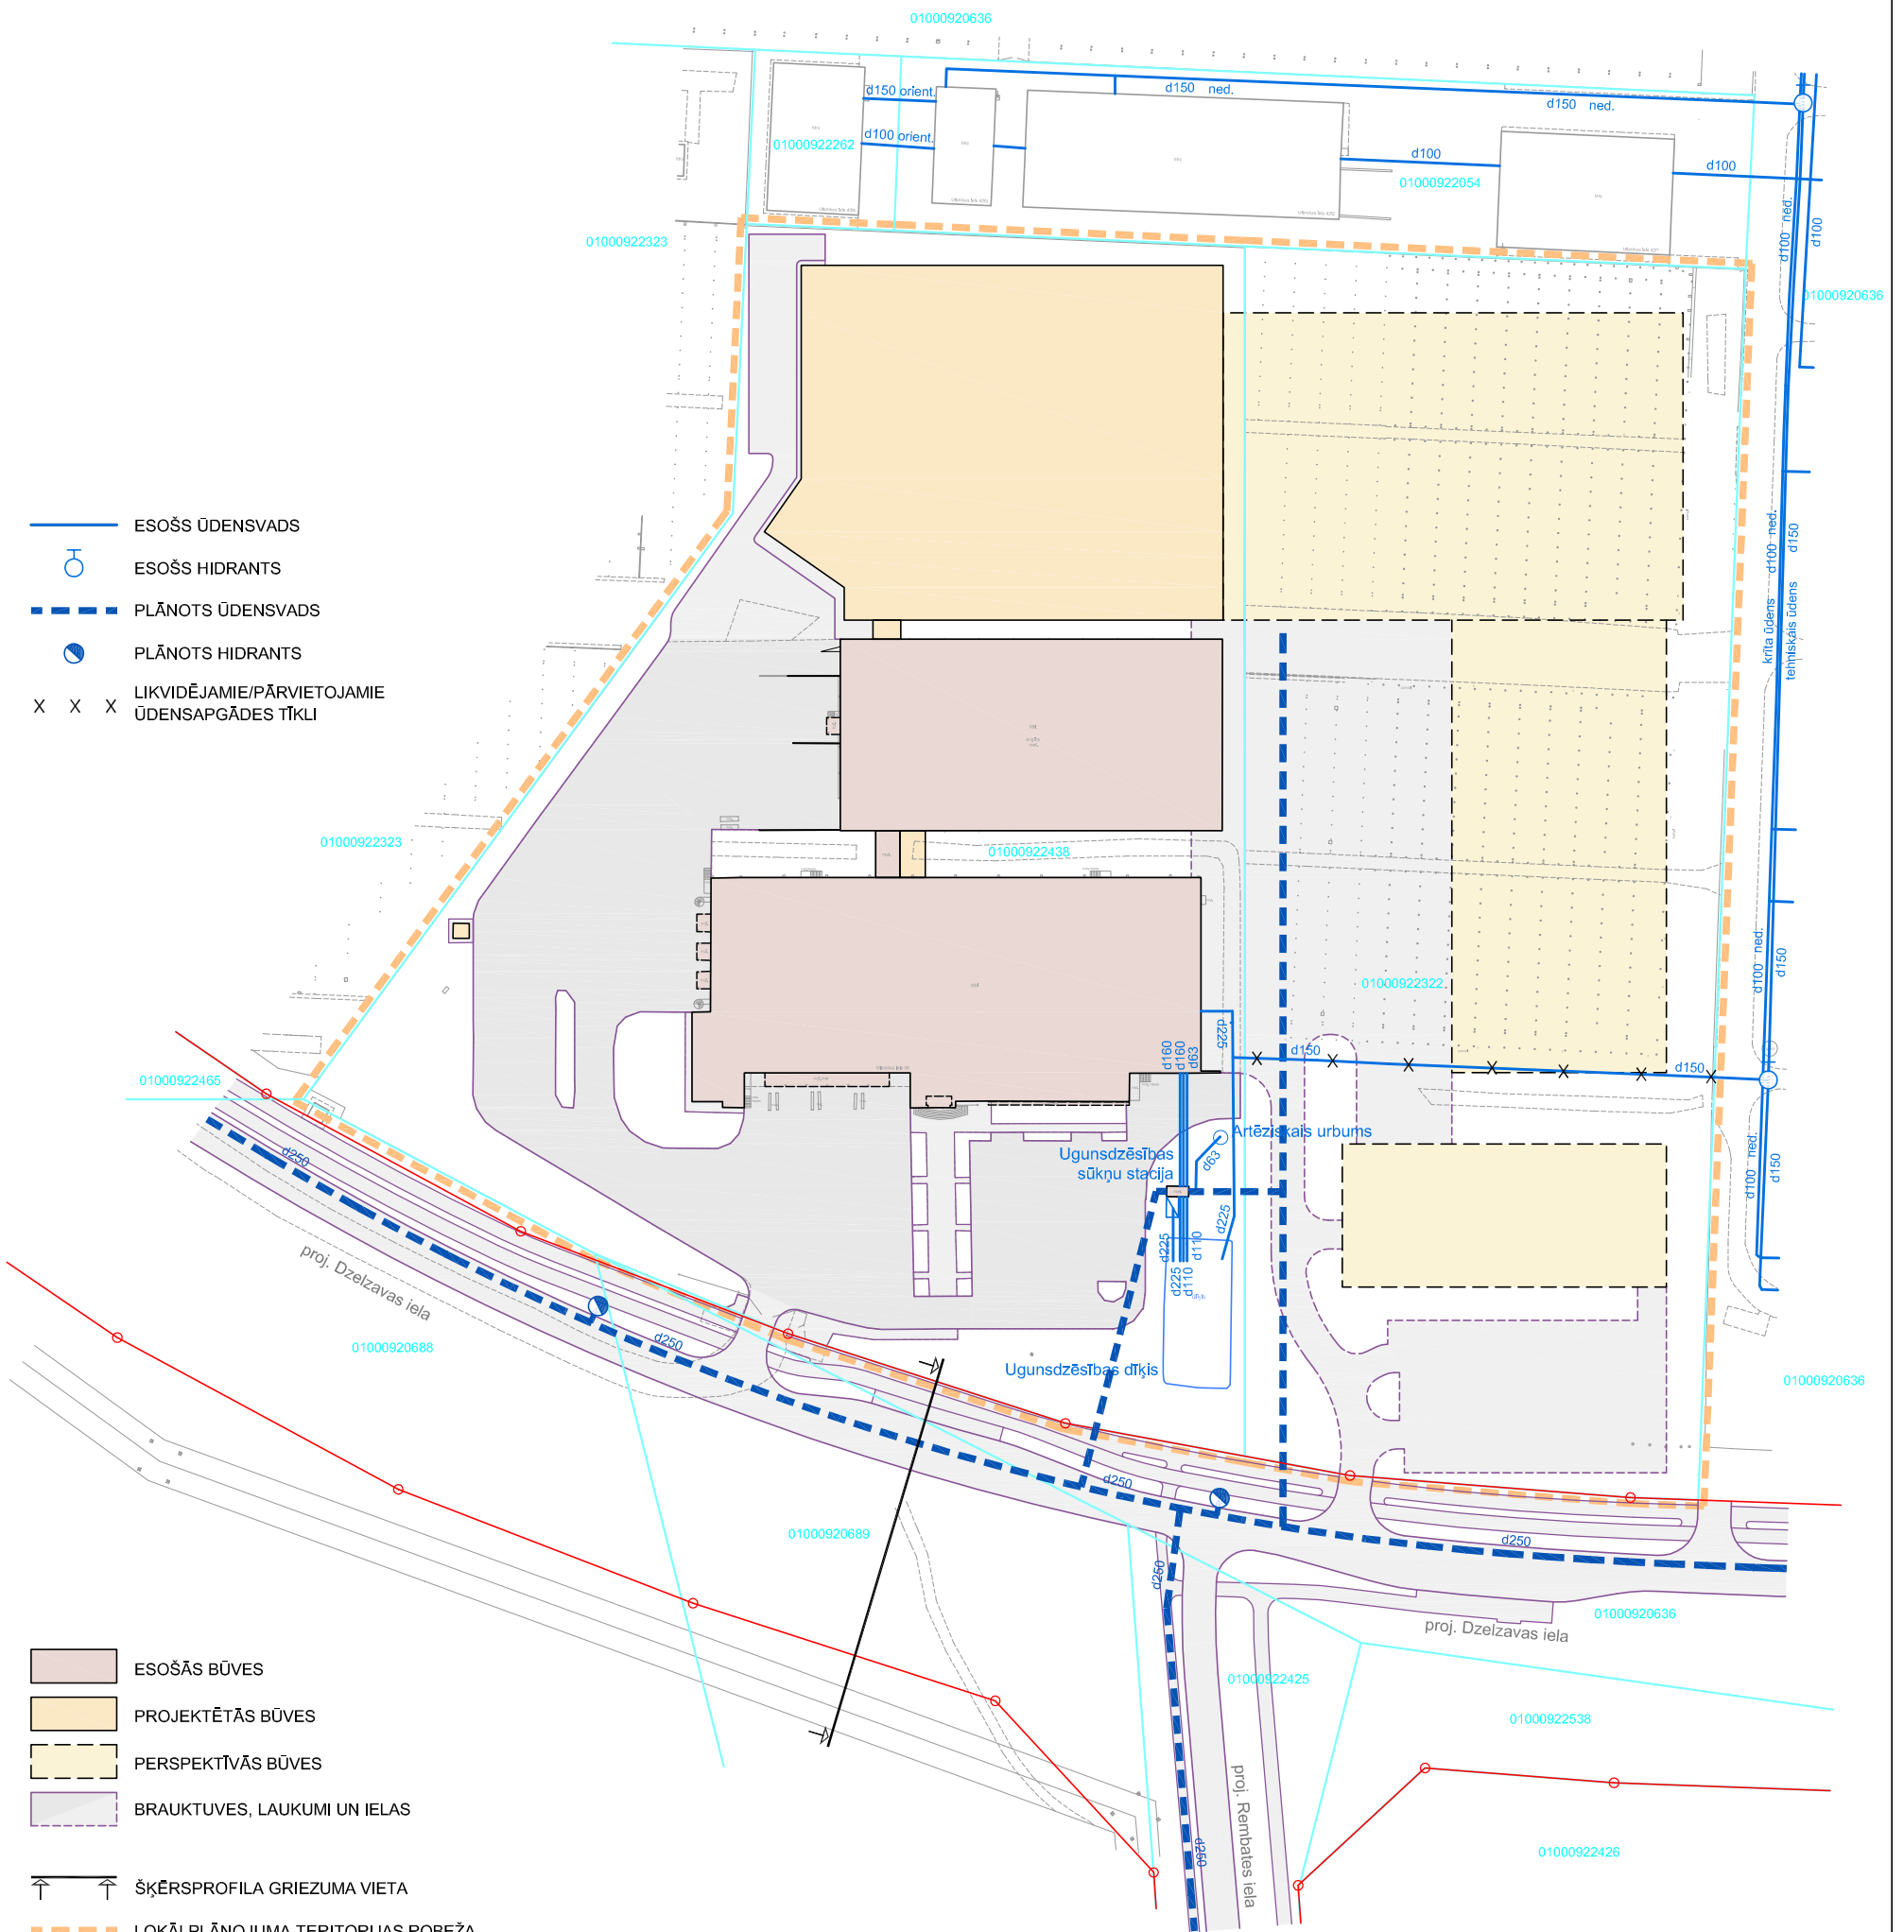 01000920636
d150 orient.
d150 ned.
d150 ned.
d100 orient.
01000922262
d100
d100
01000922054
d100 ned.
d100
01000922323
01000920636
ESOŠS ŪDENSVADS
ESOŠS HIDRANTS
PLĀNOTS ŪDENSVADS
PLĀNOTS HIDRANTS
X X X LIKVIDĒJAMIE/PĀRVIETOJAMIE
ŪDENSAPGĀDES TĪKLI
d100 ned.
d150
krīta ūdens
tehniskais ūdens
01000922323
01000922438
01000922322
d100 ned.
d150
d225
d160
d160
d63
d150
d150
01000922465
Artēziskais urbums
Ugunsdzēsības
sūkņu stacija
d63
d250
d100 ned.
d150
d225
d225
d110
d225
d110
proj. Dzelzavas iela
d250
01000920688
Ugunsdzēsības dīķis
01000920636
d250
01000920689
d250
d250
01000920636
proj. Dzelzavas iela
01000922425
01000922538
proj. Rembates iela
d250
01000922426
ESOŠĀS BŪVES
PROJEKTĒTĀS BŪVES
PERSPEKTĪVĀS BŪVES
BRAUKTUVES, LAUKUMI UN IELAS
ŠĶĒRSPROFILA GRIEZUMA VIETA
LOKĀLPLĀNOJUMA TERITORIJAS ROBEŽA